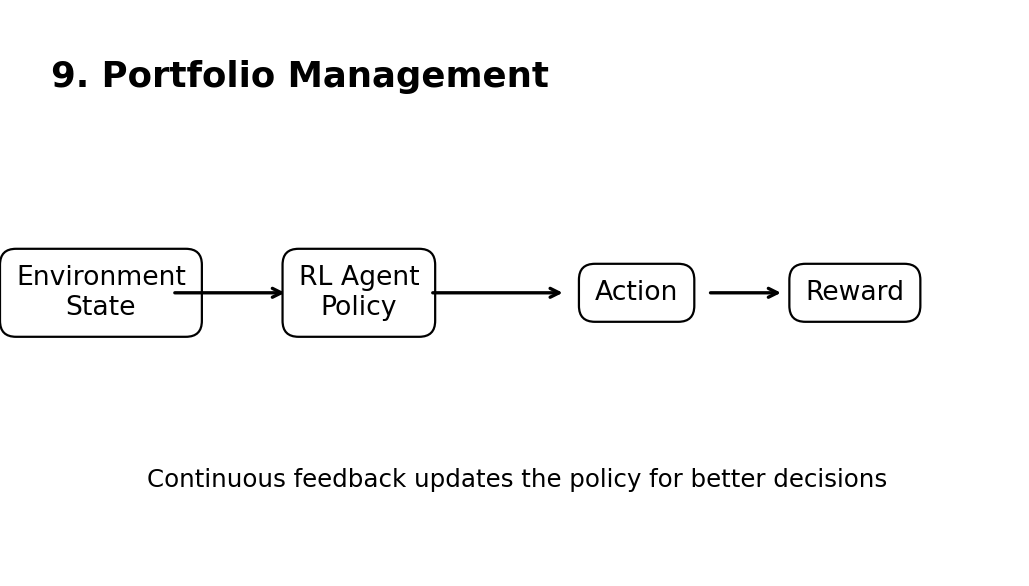 9. Portfolio Management
Environment
State
RL Agent
Policy
Action
Reward
Continuous feedback updates the policy for better decisions